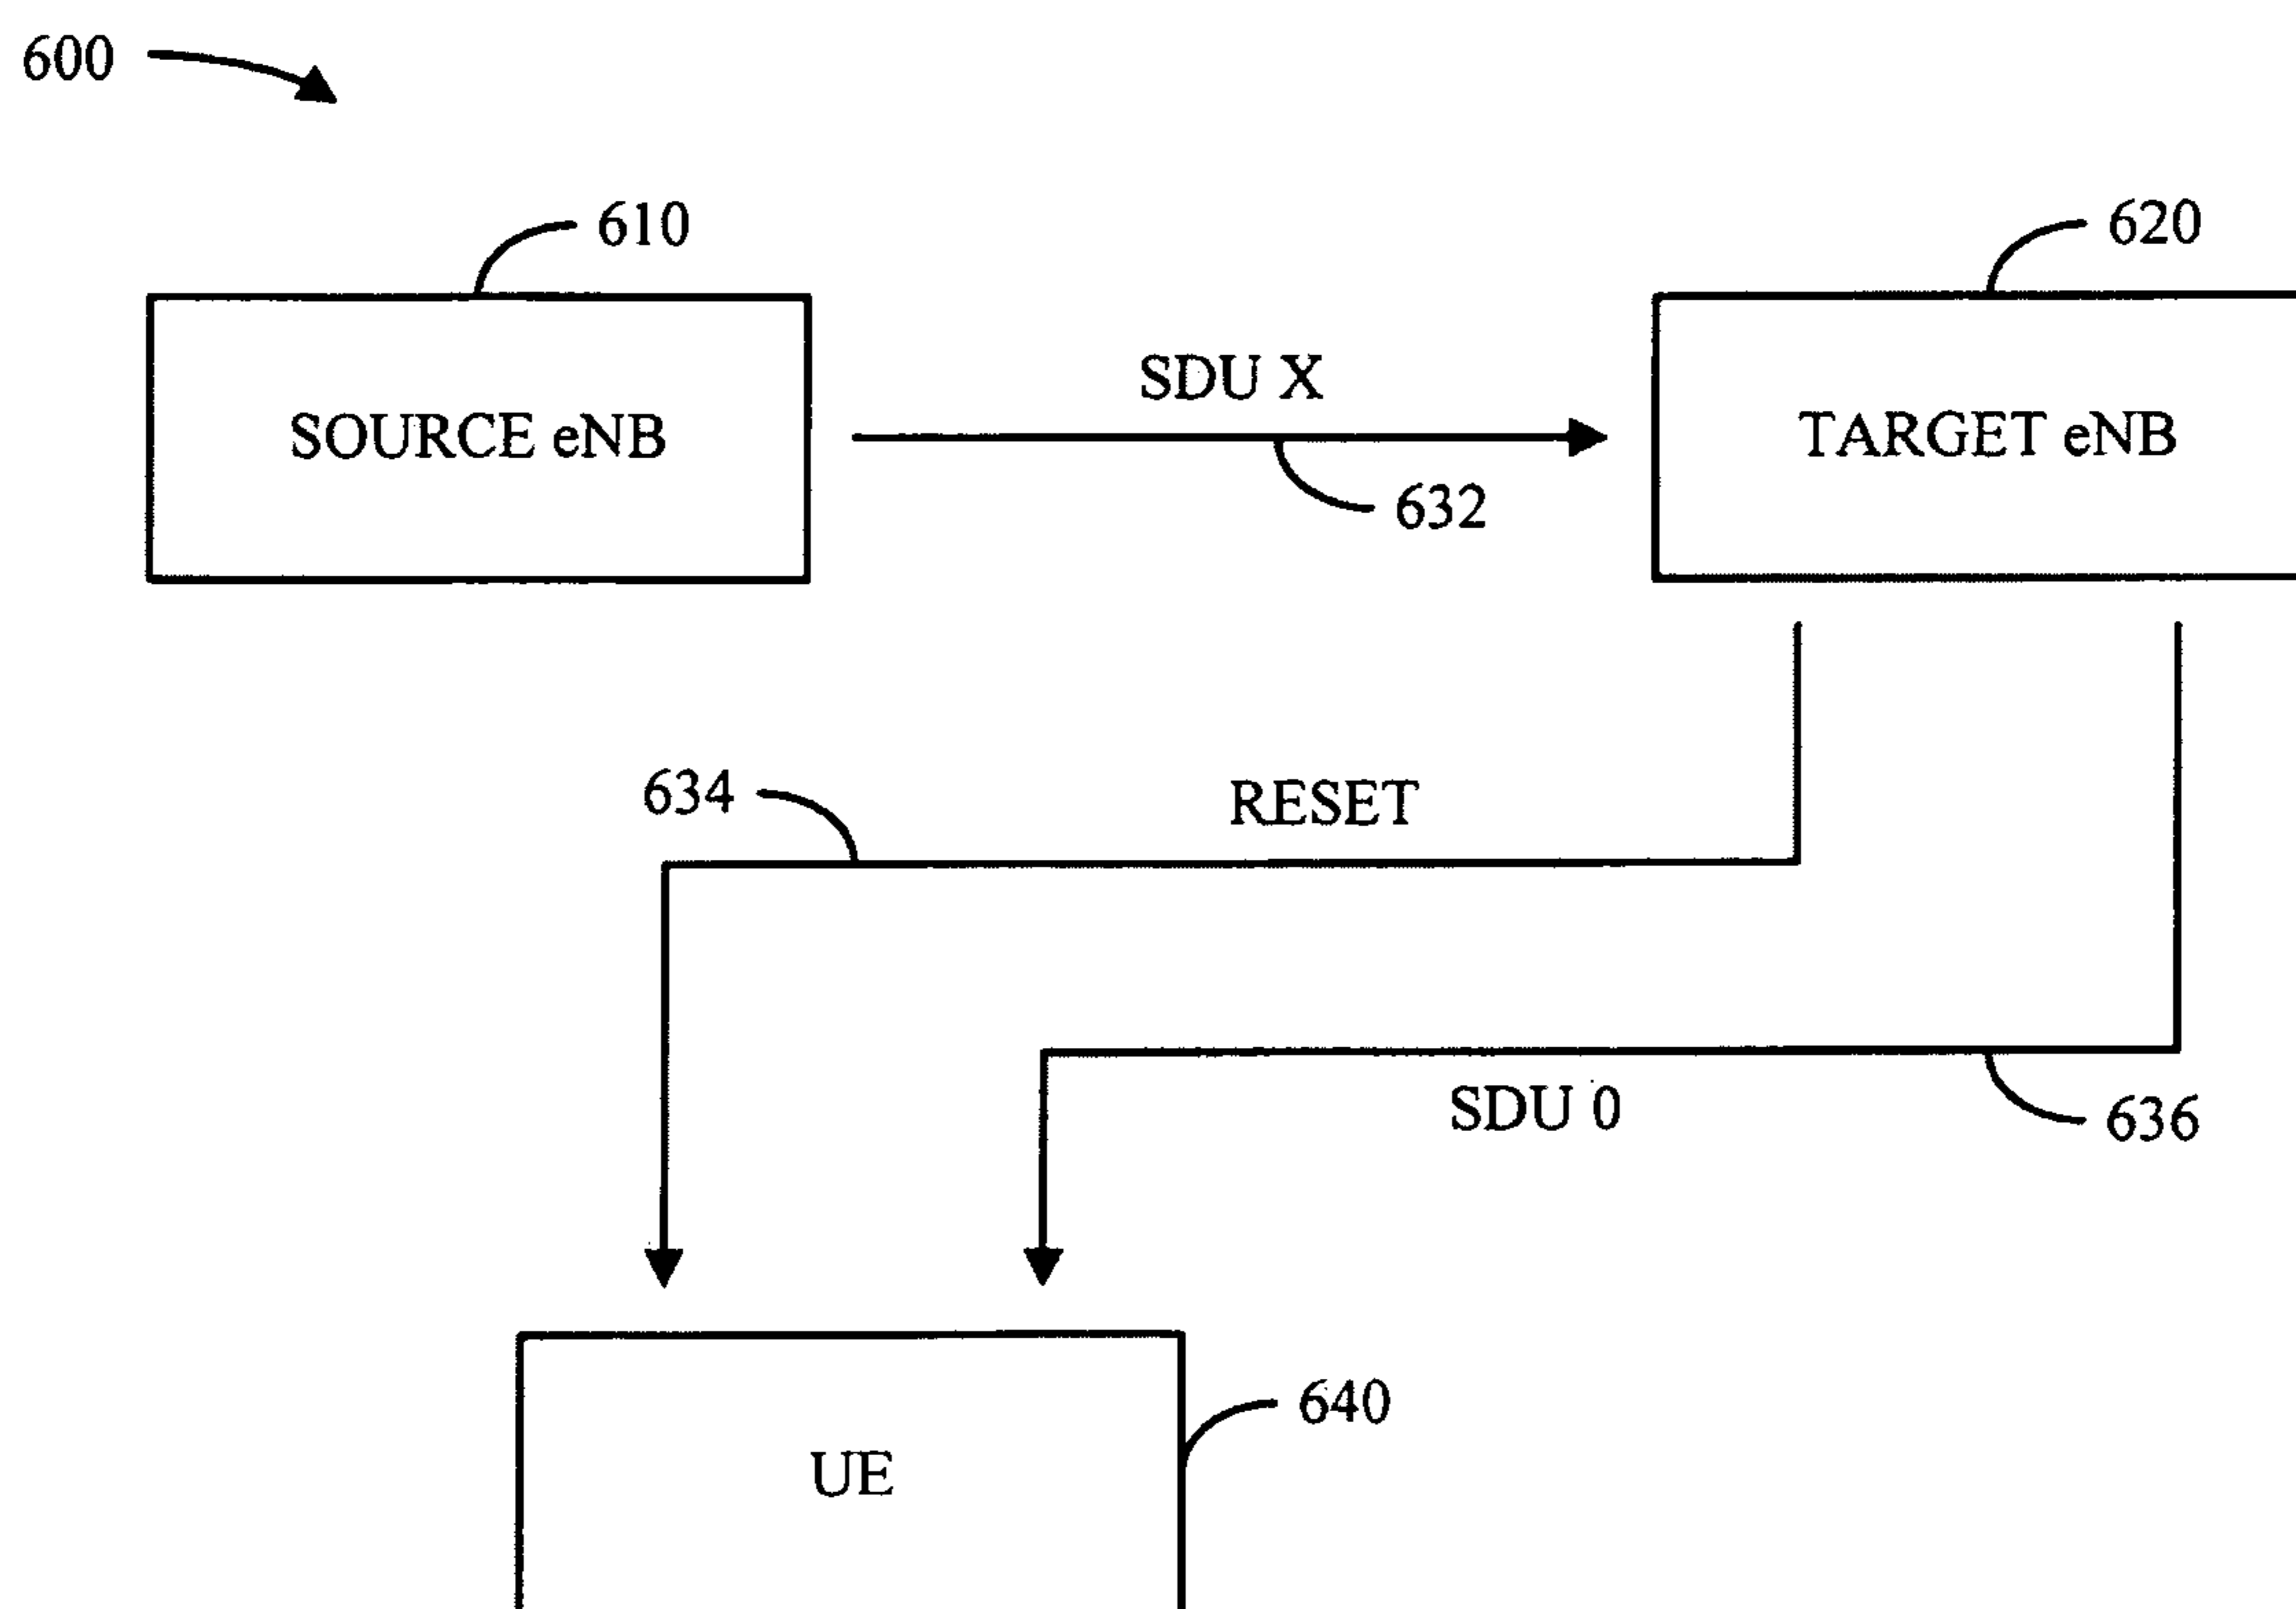 600
610
620
SDU X
SOURCE eNB
TARGET eNB
632
634
RESET
SDU 0
636
640
UE